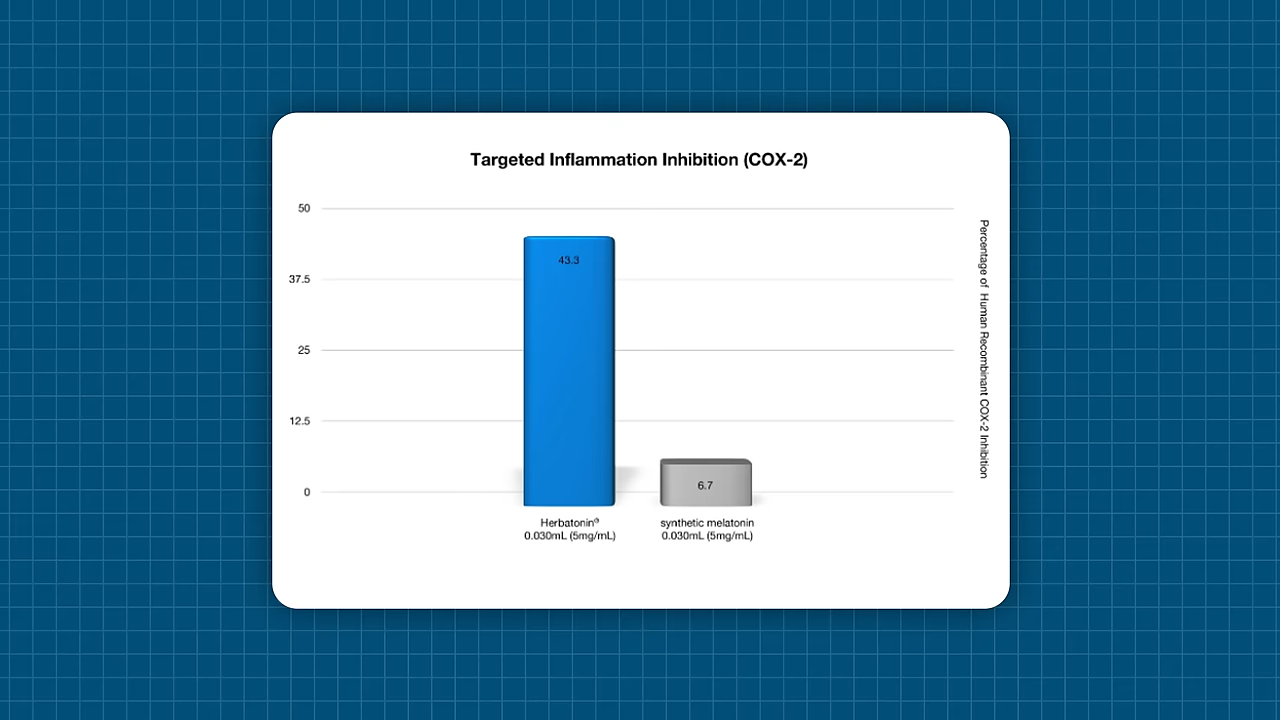 Targeted Inflammation Inhibition (COX-2)
50
37.5
25
12.5
0
43.3
6.7
Herbatonin®
0.030mL (5mg/mL)
synthetic melatonin
0.030mL (5mg/mL)
Percentage of Human Recombinant COX-2 Inhibition